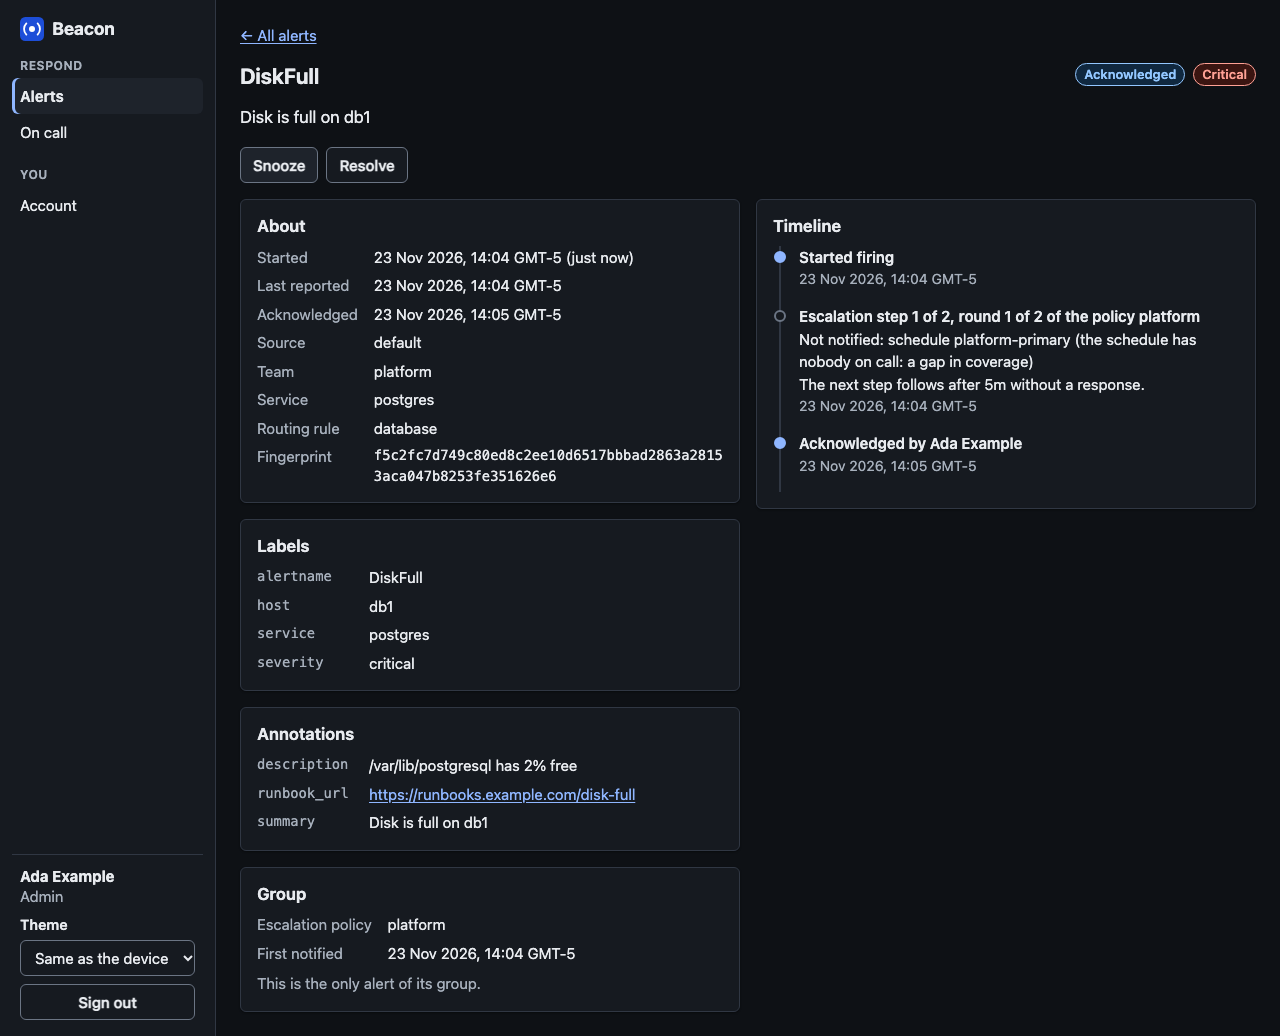 Beacon
RESPOND
Alerts
On call
YOU
Account
Ada Example
Admin
Theme
Same as the device
Sign out
← All alerts
DiskFull
Acknowledged
Critical
Disk is full on db1
Snooze
Resolve
About
Started 23 Nov 2026, 14:04 GMT-5 (just now)
Last reported 23 Nov 2026, 14:04 GMT-5
Acknowledged 23 Nov 2026, 14:05 GMT-5
Source default
Team platform
Service postgres
Routing rule database
Fingerprint f5c2fc7d749c80ed8c2ee10d6517bbbad2863a2815
3aca047b8253fe351626e6
Labels
alertname DiskFull
host db1
service postgres
severity critical
Annotations
description /var/lib/postgresql has 2% free
runbook_url https://runbooks.example.com/disk-full
summary Disk is full on db1
Group
Escalation policy platform
First notified 23 Nov 2026, 14:04 GMT-5
This is the only alert of its group.
Timeline
Started firing
23 Nov 2026, 14:04 GMT-5
Escalation step 1 of 2, round 1 of 2 of the policy platform
Not notified: schedule platform-primary (the schedule has
nobody on call: a gap in coverage)
The next step follows after 5m without a response.
23 Nov 2026, 14:04 GMT-5
Acknowledged by Ada Example
23 Nov 2026, 14:05 GMT-5